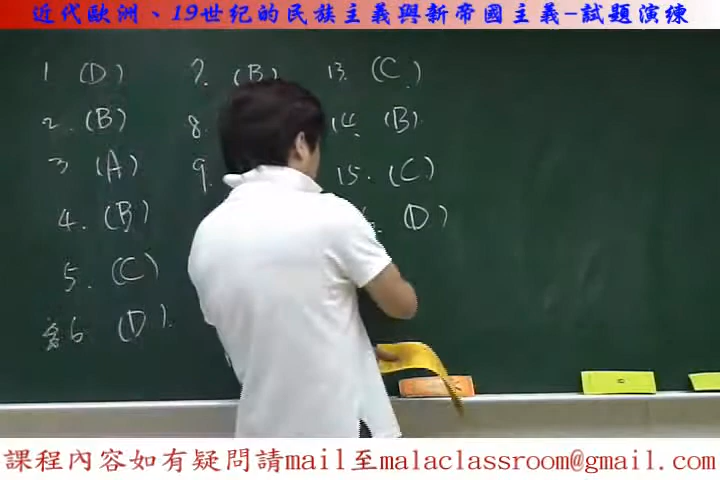 近代歐洲、19世紀的民族主義與新帝國主義-試題演練
1 (D)
2. (B)
3 (A)
4. (B)
5. (C)
6 (D)
7. (B)
8.
9.
13. (C)
14. (B)
15. (C)
(D)
課程內容如有疑問請mail至malaclassroom@gmail.com